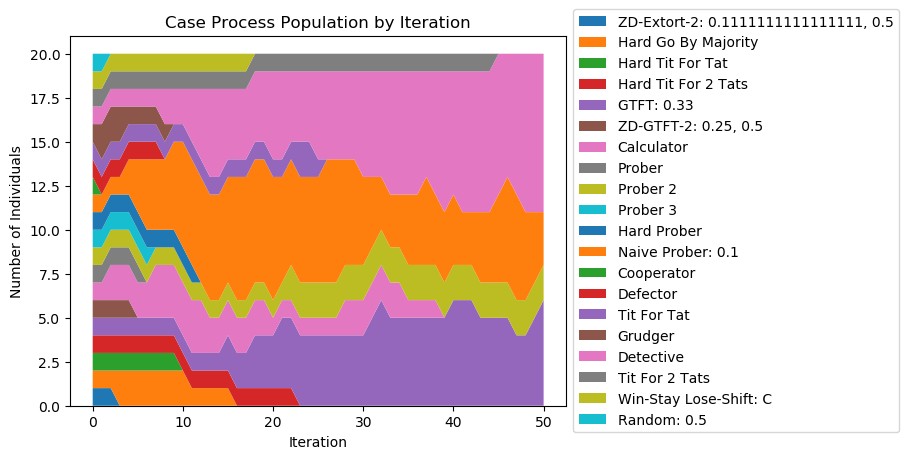 Case Process Population by Iteration
20.0
17.5
15.0
12.5
10.0
7.5
5.0
2.5
0.0
Number of Individuals
0
10
20
30
40
50
Iteration
ZD-Extort-2: 0.1111111111111111, 0.5
Hard Go By Majority
Hard Tit For Tat
Hard Tit For 2 Tats
GTFT: 0.33
ZD-GTFT-2: 0.25, 0.5
Calculator
Prober
Prober 2
Prober 3
Hard Prober
Naive Prober: 0.1
Cooperator
Defector
Tit For Tat
Grudger
Detective
Tit For 2 Tats
Win-Stay Lose-Shift: C
Random: 0.5